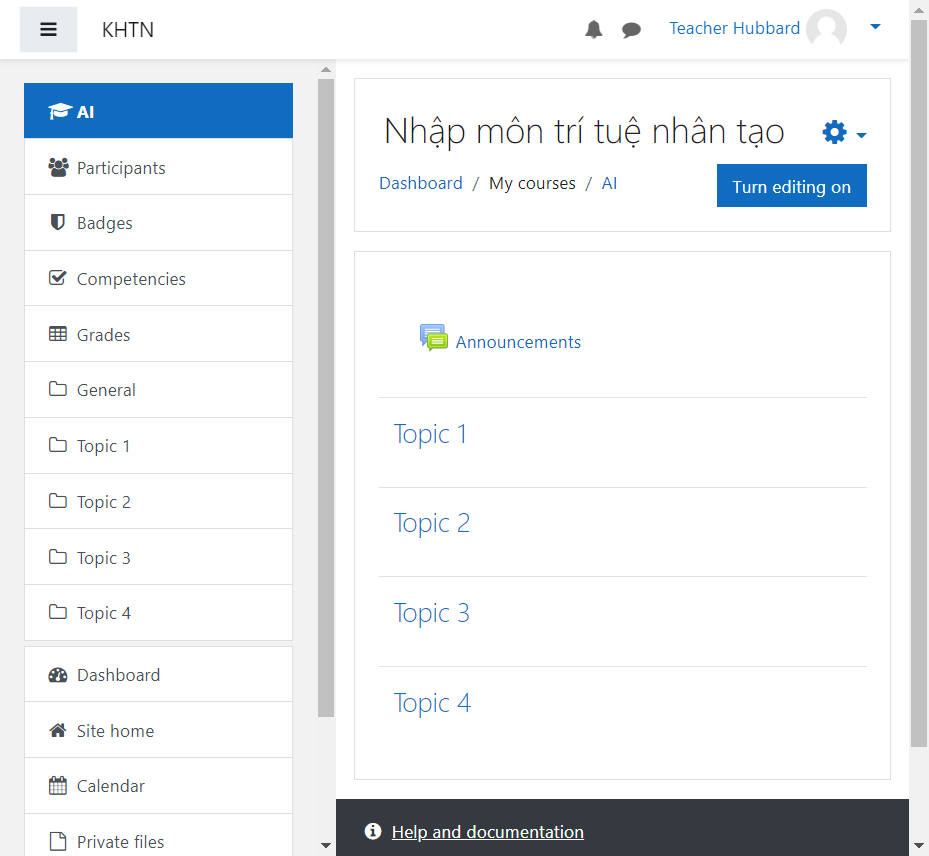 KHTN
Teacher Hubbard
AI
Participants
Badges
Competencies
Grades
General
Topic 1
Topic 2
Topic 3
Topic 4
Dashboard
Site home
Calendar
Private files
Nhập môn trí tuệ nhân tạo
Dashboard / My courses / AI
Turn editing on
Announcements
Topic 1
Topic 2
Topic 3
Topic 4
Help and documentation